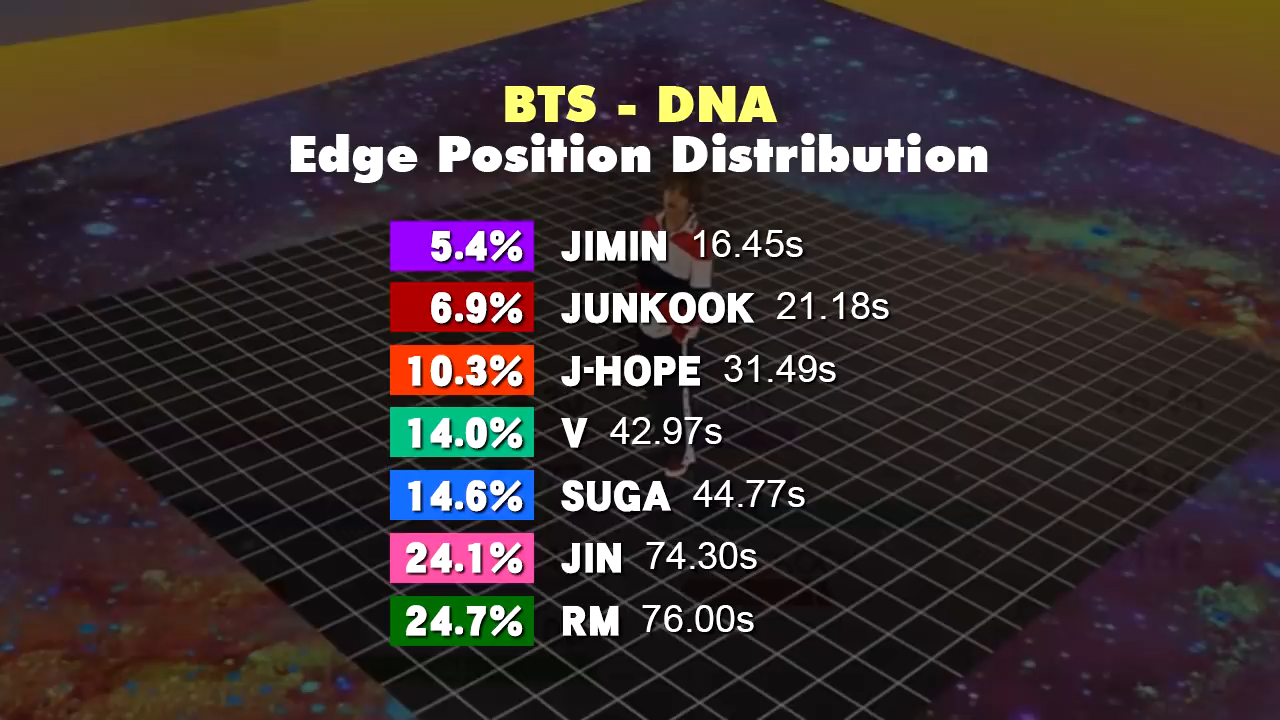 BTS - DNA
Edge Position Distribution
5.4% JIMIN 16.45s
6.9% JUNKOOK 21.18s
10.3% J-HOPE 31.49s
14.0% V 42.97s
14.6% SUGA 44.77s
24.1% JIN 74.30s
24.7% RM 76.00s